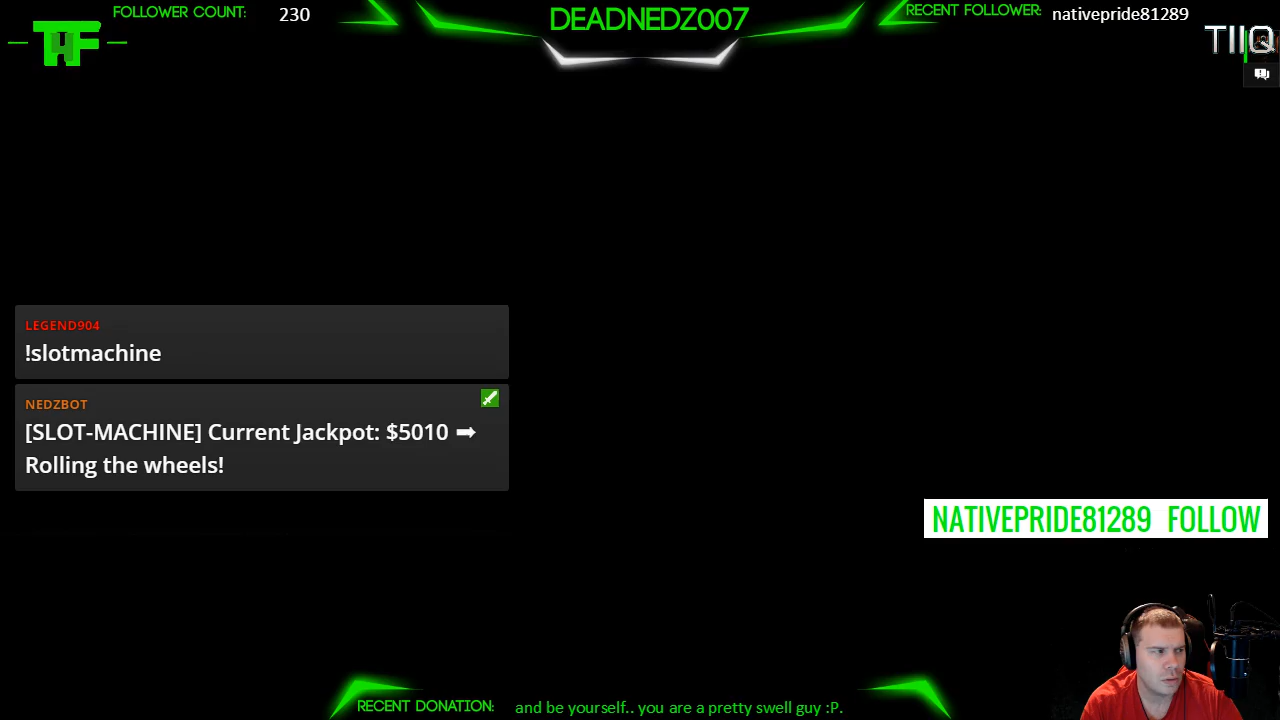 FOLLOWER COUNT: 230
DEADNEDZ007
RECENT FOLLOWER: nativepride81289
THF
TIIQ
LEGEND904
!slotmachine
NEDZBOT
[SLOT-MACHINE] Current Jackpot: $5010 ➡
Rolling the wheels!
NATIVEPRIDE81289 FOLLOW
RECENT DONATION: and be yourself.. you are a pretty swell guy :P.